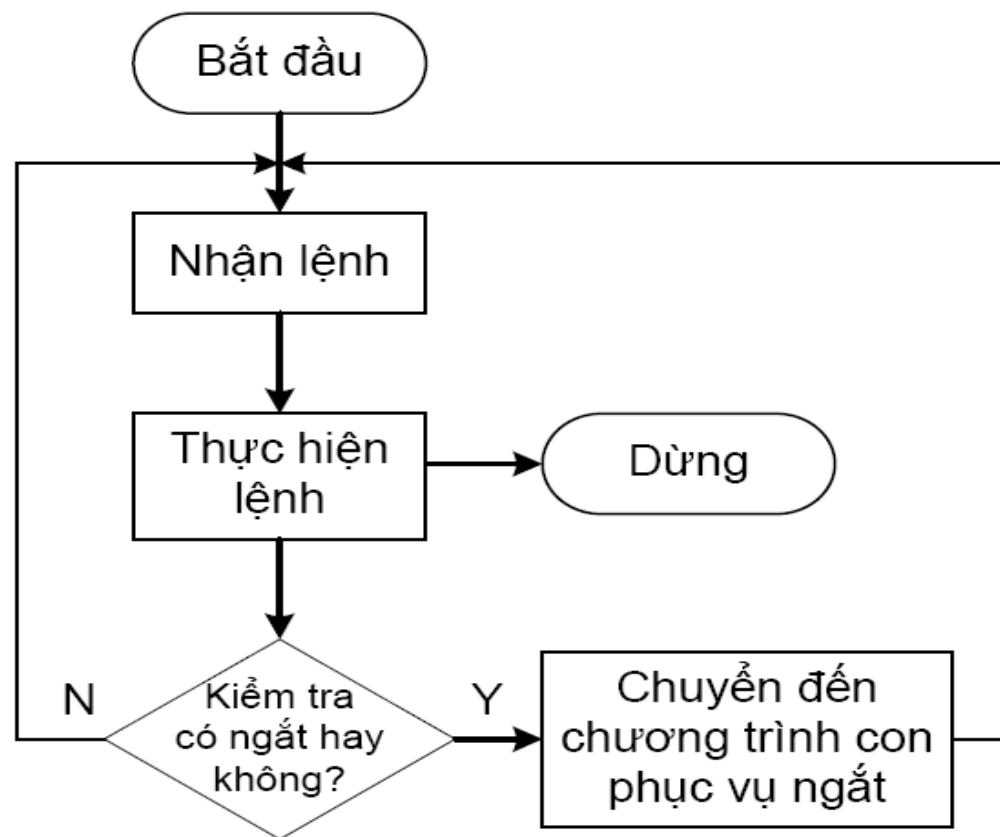 Bắt đầu
Nhận lệnh
Thực hiện
lệnh
Dừng
Kiểm tra
có ngắt hay
không?
N
Y
Chuyển đến
chương trình con
phục vụ ngắt